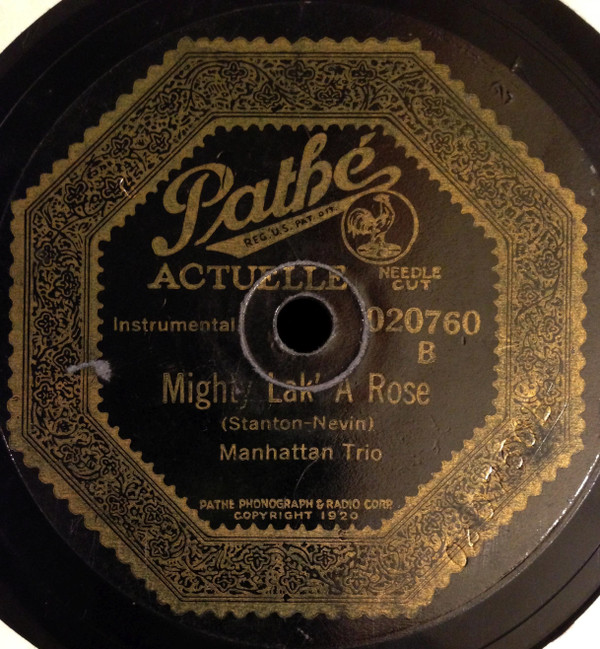 Pathé
REG. U.S. PAT. OFF.
ACTUELLE
NEEDLE
CUT
Instrumental
020760
B
Mighty Lak' A Rose
(Stanton-Nevin)
Manhattan Trio
PATHE PHONOGRAPH & RADIO CORP.
COPYRIGHT 1920